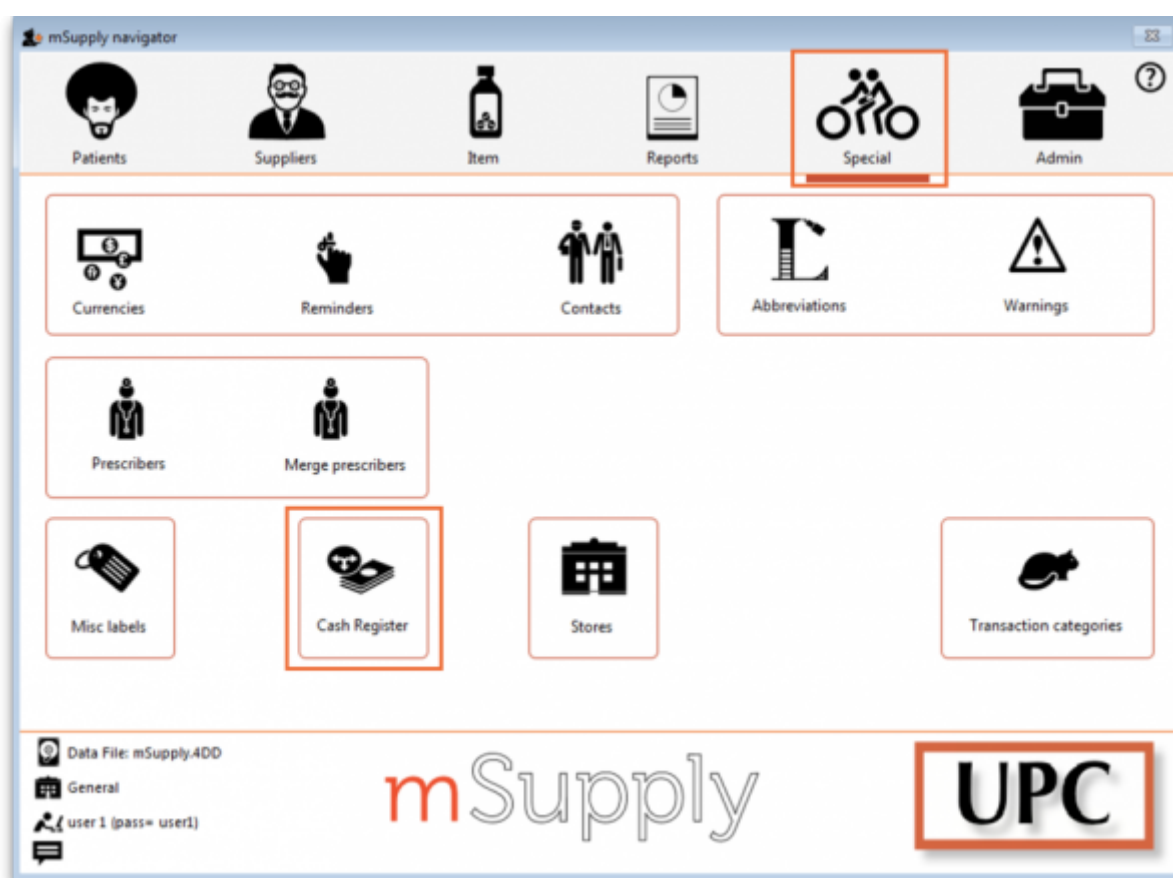 mSupply navigator
Patients
Suppliers
Item
Reports
Special
Admin
?
Currencies
Reminders
Contacts
Abbreviations
Warnings
Prescribers
Merge prescribers
Misc labels
Cash Register
Stores
Transaction categories
Data File: mSupply.4DD
General
user 1 (pass= user1)
mSupply
UPC